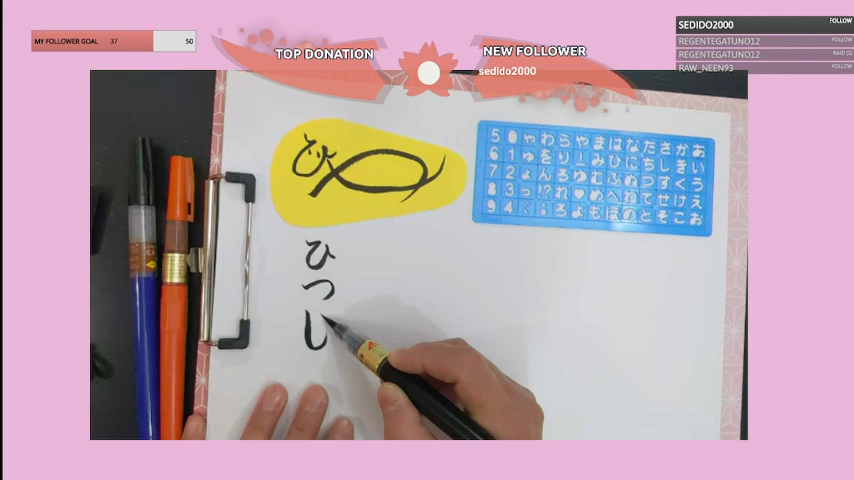 MY FOLLOWER GOAL 37 50
TOP DONATION
NEW FOLLOWER
sedido2000
SEDIDO2000 FOLLOW
REGENTEGATUNO12 FOLLOW
REGENTEGATUNO12 RAID (2)
RAW_NEEN93 FOLLOW
ひ
つ
し
5 0 ゃ わ ら や ま は な た さ か あ
6 1 ゅ を り ー み ひ に ち し き い
7 2 ょ ん る ゆ む ふ ぬ つ す く う
8 3 っ !? れ ♥ め へ ね て せ け え
9 4 ろ よ も ほ の と そ こ お